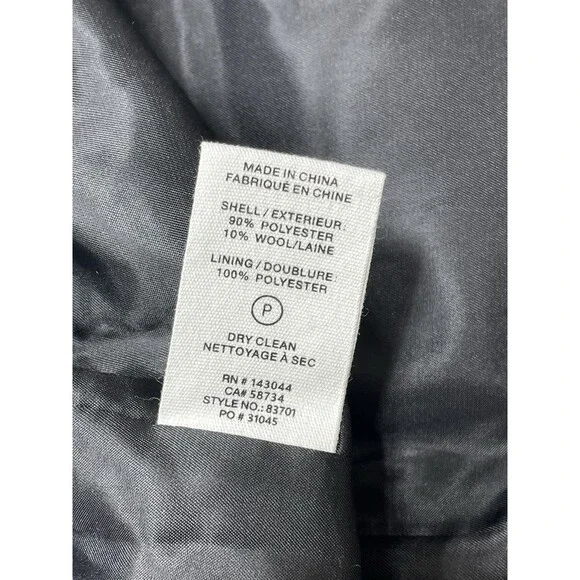 MADE IN CHINA
FABRIQUÉ EN CHINE
SHELL / EXTERIEUR:
90% POLYESTER
10% WOOL/LAINE
LINING / DOUBLURE:
100% POLYESTER
P
DRY CLEAN
NETTOYAGE À SEC
RN # 143044
CA# 58734
STYLE NO.: 83701
PO # 31045